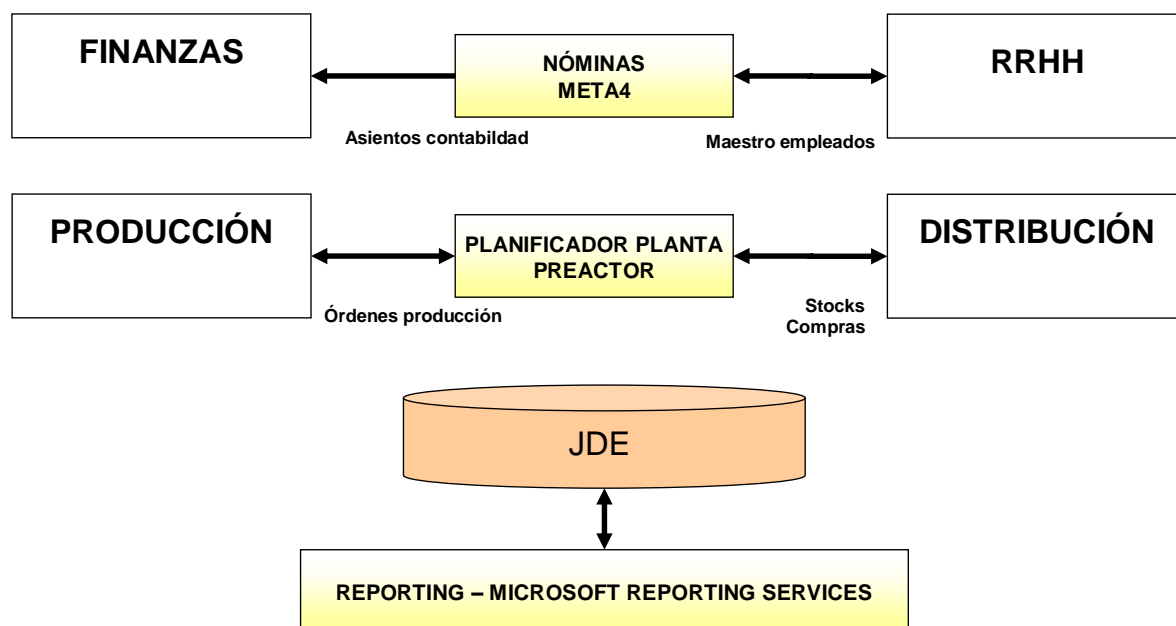 FINANZAS
NÓMINAS
META4
RRHH
Asientos contabildad
Maestro empleados
PRODUCCIÓN
PLANIFICADOR PLANTA
PREACTOR
DISTRIBUCIÓN
Órdenes producción
Stocks
Compras
JDE
REPORTING – MICROSOFT REPORTING SERVICES